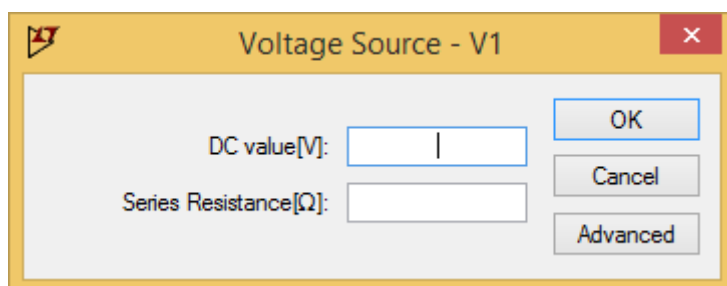 Voltage Source - V1
DC value[V]:
Series Resistance[Ω]:
OK
Cancel
Advanced